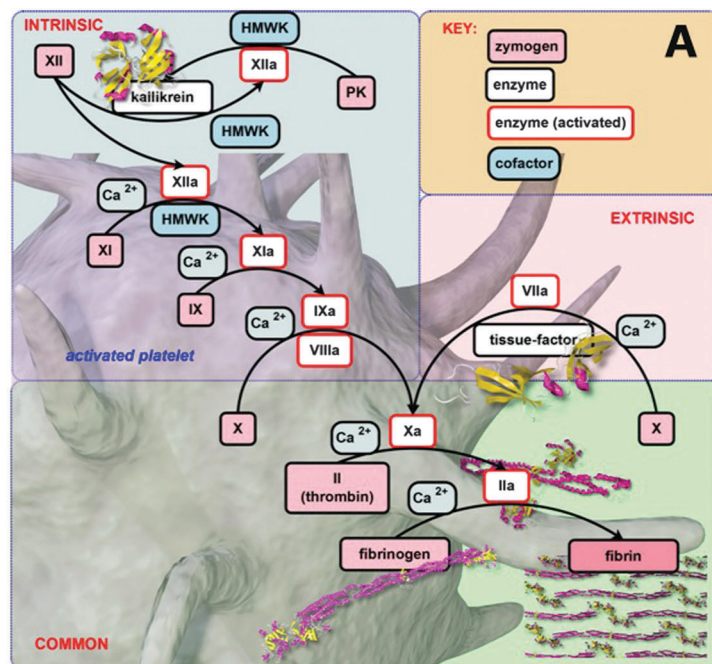 INTRINSIC
HMWK
XII
XIIa
kailikrein
PK
HMWK
XIIa
Ca 2+
HMWK
XI
XIa
Ca 2+
IX
IXa
Ca 2+
VIIIa
activated platelet
X
KEY:
A
zymogen
enzyme
enzyme (activated)
cofactor
EXTRINSIC
VIIa
tissue-factor
Ca 2+
X
Xa
Ca 2+
II
(thrombin)
IIa
Ca 2+
fibrinogen
fibrin
COMMON